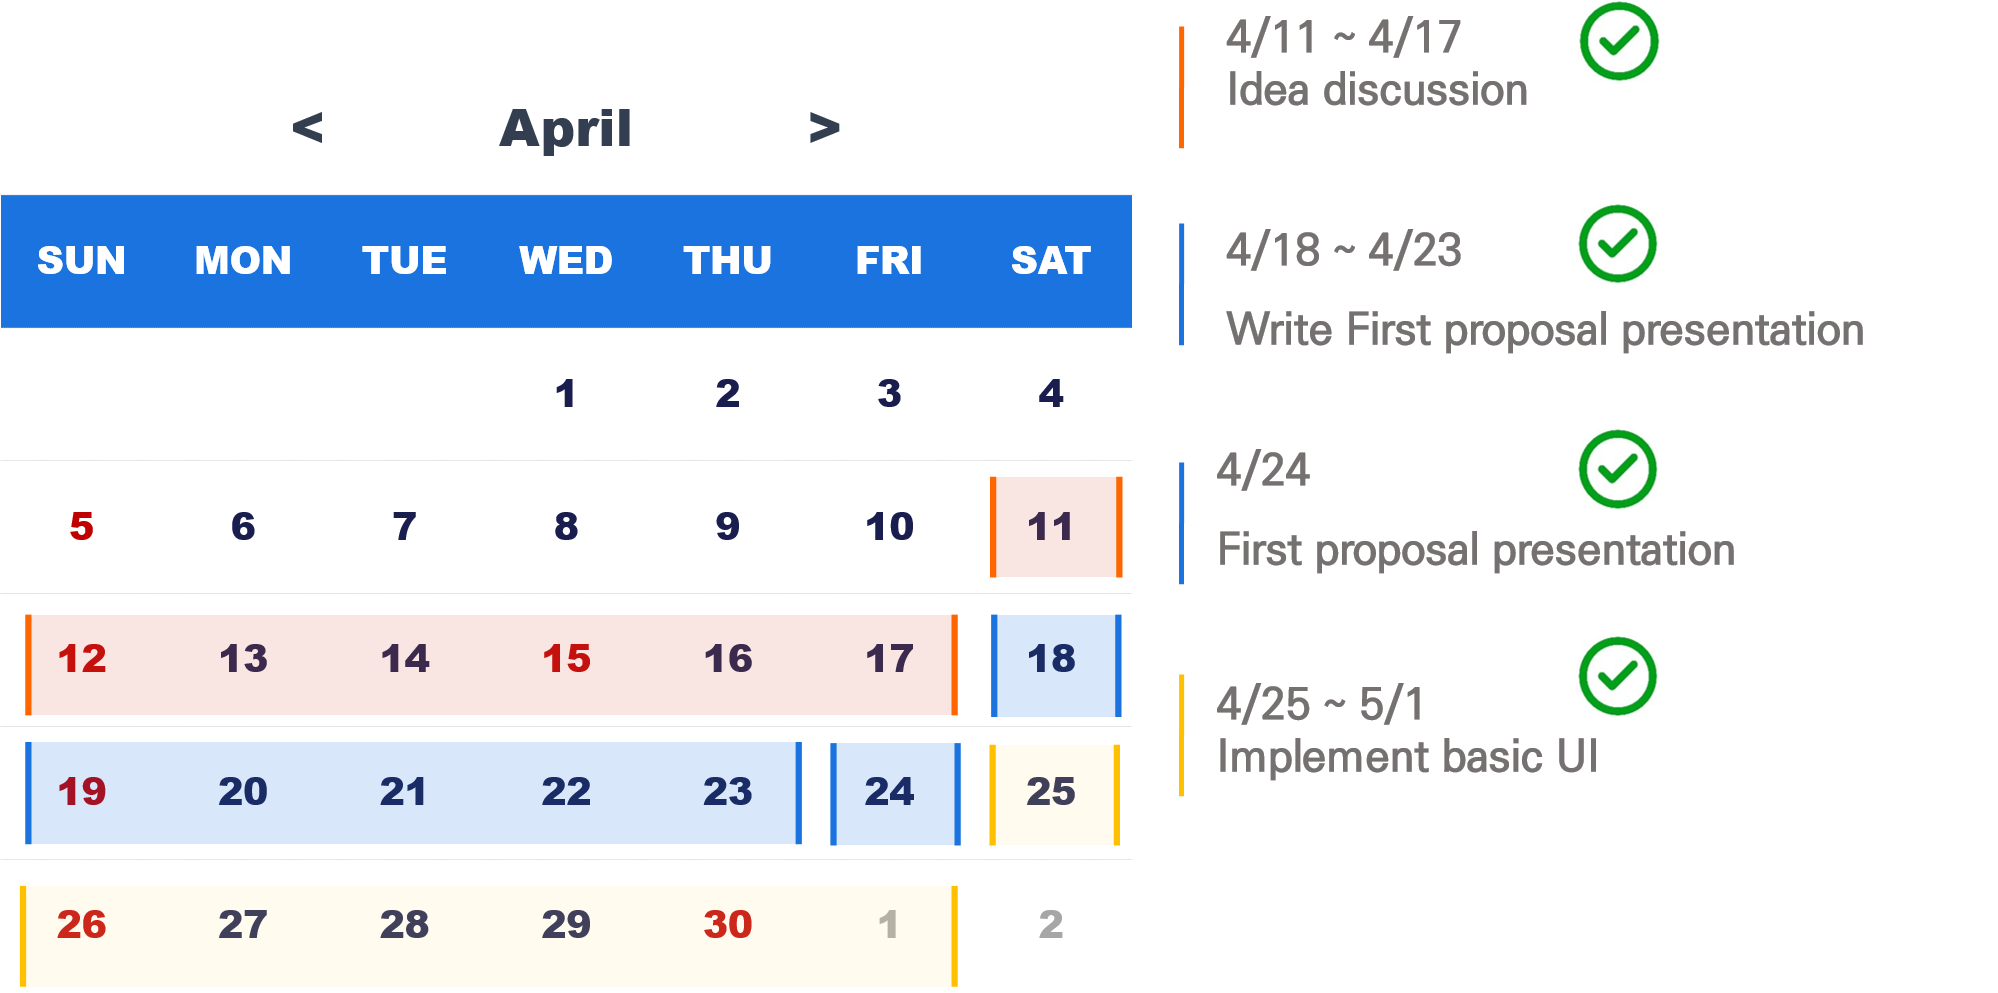 < April >
SUN MON TUE WED THU FRI SAT
1 2 3 4
5 6 7 8 9 10 11
12 13 14 15 16 17 18
19 20 21 22 23 24 25
26 27 28 29 30 1 2
4/11 ~ 4/17
Idea discussion
4/18 ~ 4/23
Write First proposal presentation
4/24
First proposal presentation
4/25 ~ 5/1
Implement basic UI